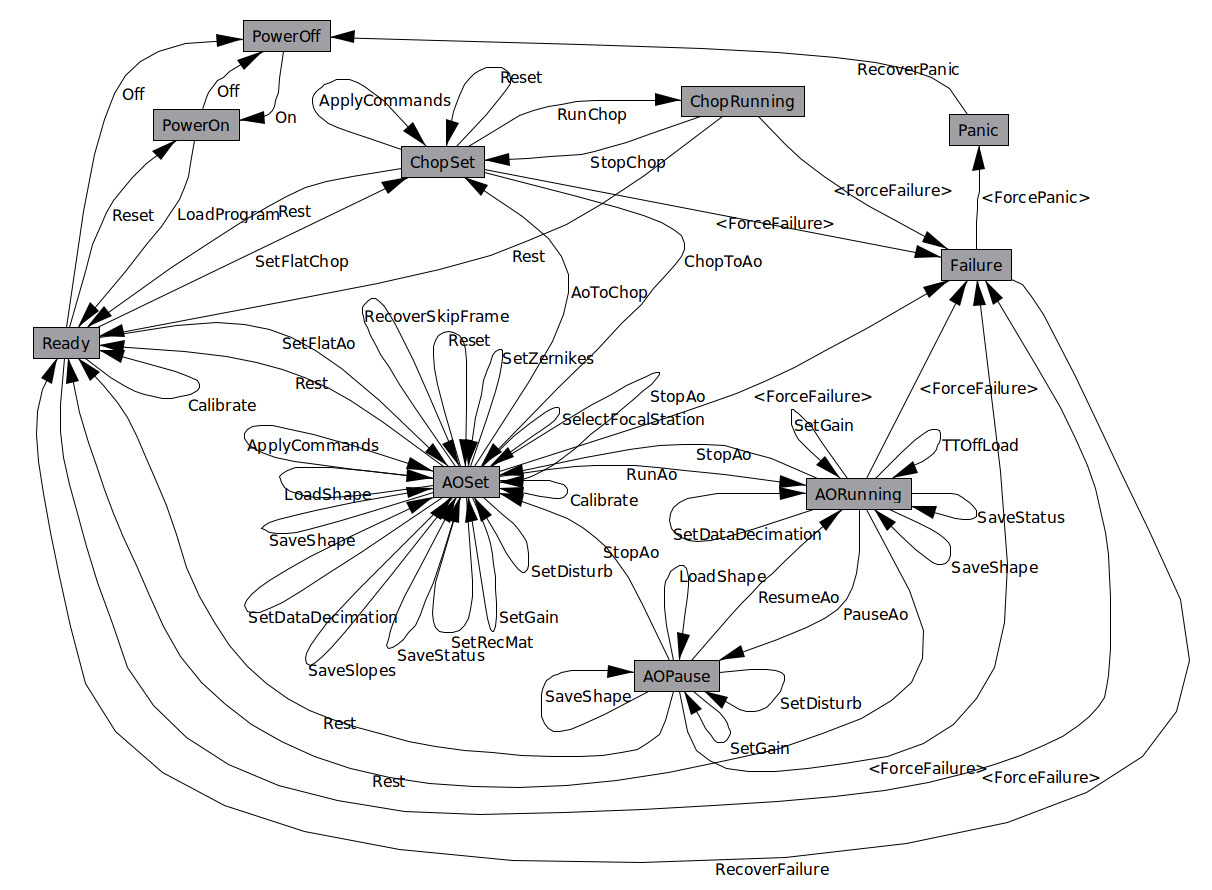 PowerOff
RecoverPanic
Reset
Off
Off
ApplyCommands
ChopRunning
RunChop
On
PowerOn
Panic
StopChop
ChopSet
<ForceFailure>
<ForcePanic>
Reset
LoadProgram
Rest
<ForceFailure>
SetFlatChop
Rest
ChopToAo
Failure
AoToChop
RecoverSkipFrame
Ready
SetFlatAo
Reset
SetZernikes
Rest
<ForceFailure>
StopAo
<ForceFailure>
Calibrate
SelectFocalStation
SetGain
ApplyCommands
TTOffLoad
StopAo
RunAo
AOSet
LoadShape
Calibrate
AORunning
SaveStatus
SaveShape
SetDataDecimation
StopAo
SetDisturb
SaveShape
LoadShape
ResumeAo
PauseAo
SetDataDecimation
SetGain
SetRecMat
SaveStatus
SaveSlopes
AOPause
SaveShape
SetDisturb
Rest
SetGain
<ForceFailure>
<ForceFailure>
Rest
RecoverFailure